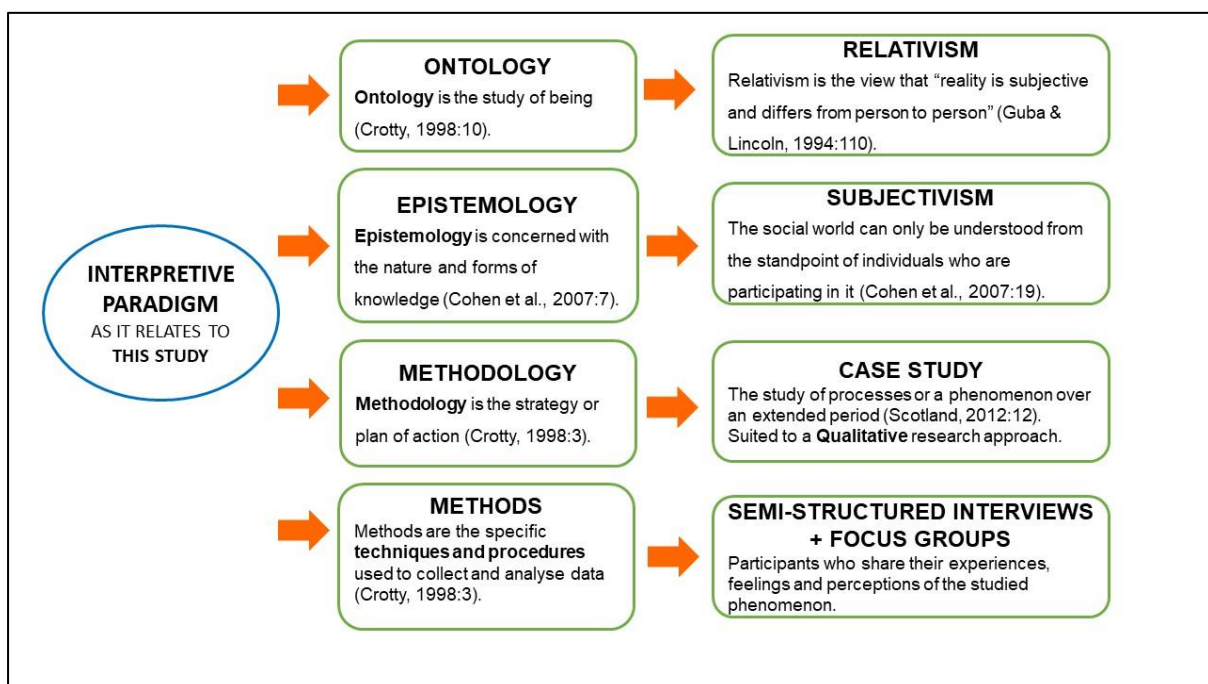 INTERPRETIVE
PARADIGM
AS IT RELATES TO
THIS STUDY
ONTOLOGY
Ontology is the study of being
(Crotty, 1998:10).
RELATIVISM
Relativism is the view that “reality is subjective
and differs from person to person” (Guba &
Lincoln, 1994:110).
EPISTEMOLOGY
Epistemology is concerned with
the nature and forms of
knowledge (Cohen et al., 2007:7).
SUBJECTIVISM
The social world can only be understood from
the standpoint of individuals who are
participating in it (Cohen et al., 2007:19).
METHODOLOGY
Methodology is the strategy or
plan of action (Crotty, 1998:3).
CASE STUDY
The study of processes or a phenomenon over
an extended period (Scotland, 2012:12).
Suited to a Qualitative research approach.
METHODS
Methods are the specific
techniques and procedures
used to collect and analyse data
(Crotty, 1998:3).
SEMI-STRUCTURED INTERVIEWS
+ FOCUS GROUPS
Participants who share their experiences,
feelings and perceptions of the studied
phenomenon.